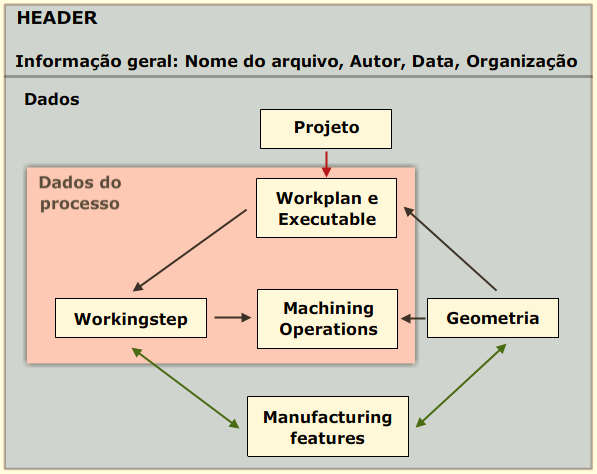 HEADER
Informação geral: Nome do arquivo, Autor, Data, Organização
Dados
Projeto
Dados do
processo
Workplan e
Executable
Workingstep
Machining
Operations
Geometria
Manufacturing
features